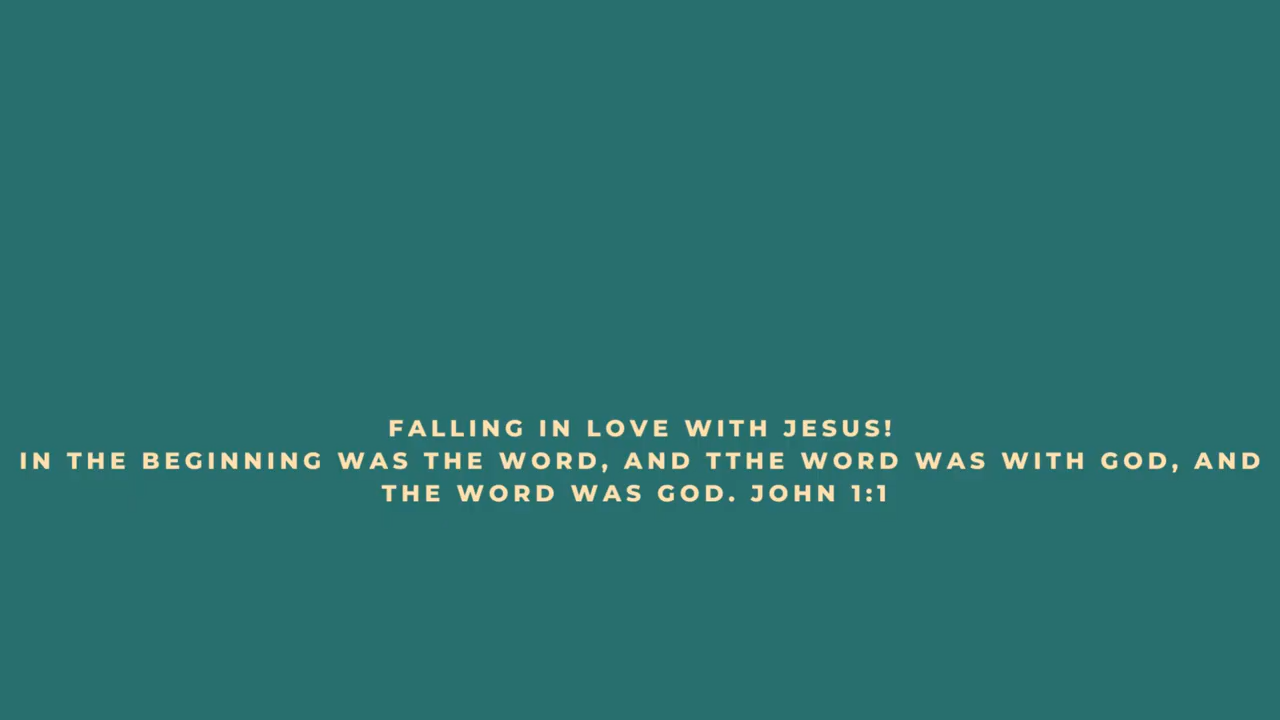 FALLING IN LOVE WITH JESUS!
IN THE BEGINNING WAS THE WORD, AND TTHE WORD WAS WITH GOD, AND
THE WORD WAS GOD. JOHN 1:1